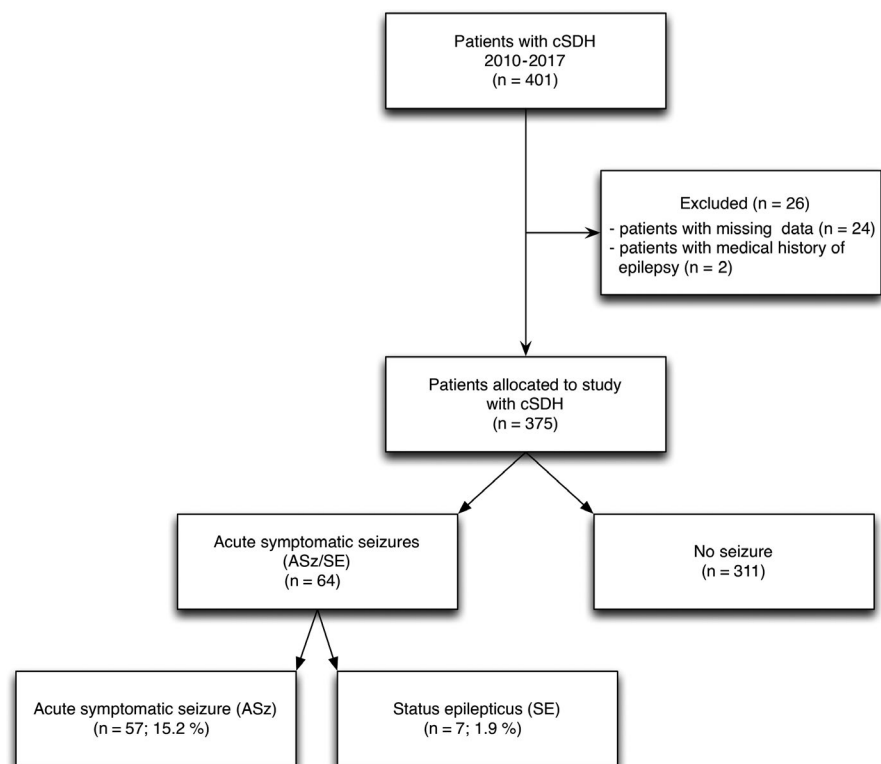 Patients with cSDH
2010-2017
(n = 401)
Excluded (n = 26)
- patients with missing data (n = 24)
- patients with medical history of
epilepsy (n = 2)
Patients allocated to study
with cSDH
(n = 375)
Acute symptomatic seizures
(ASz/SE)
(n = 64)
No seizure
(n = 311)
Acute symptomatic seizure (ASz)
(n = 57; 15.2 %)
Status epilepticus (SE)
(n = 7; 1.9 %)